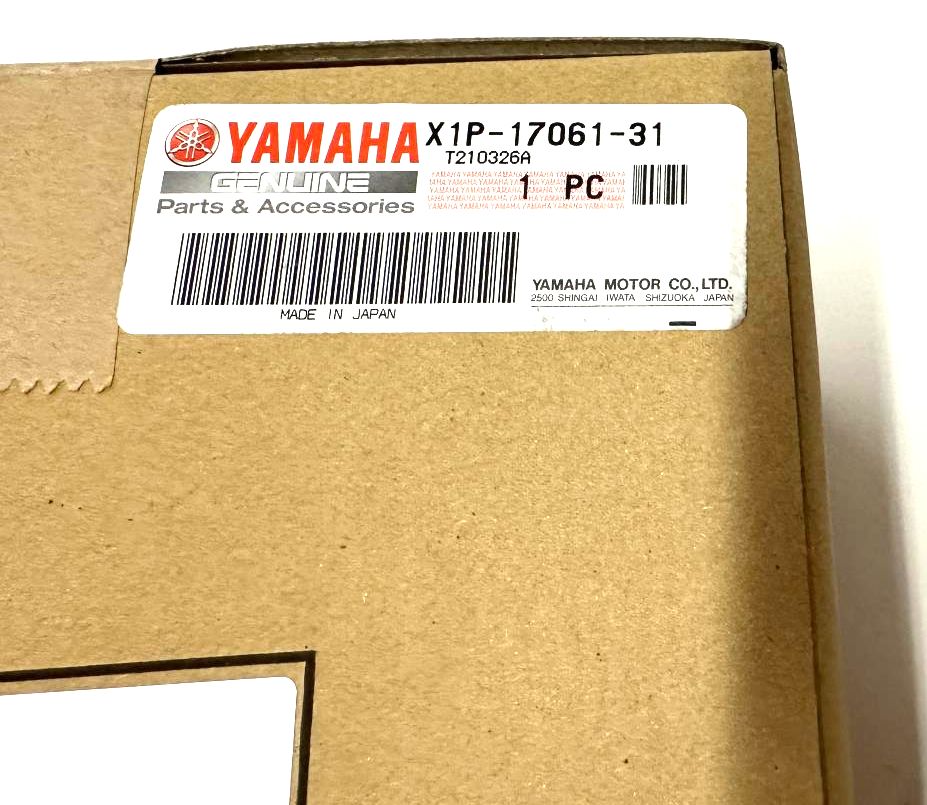 YAMAHA X1P-17061-31
T210326A
GENUINE
1 PC
Parts & Accessories
YAMAHA MOTOR CO.,LTD.
2500 SHINGAI IWATA SHIZUOKA JAPAN
MADE IN JAPAN